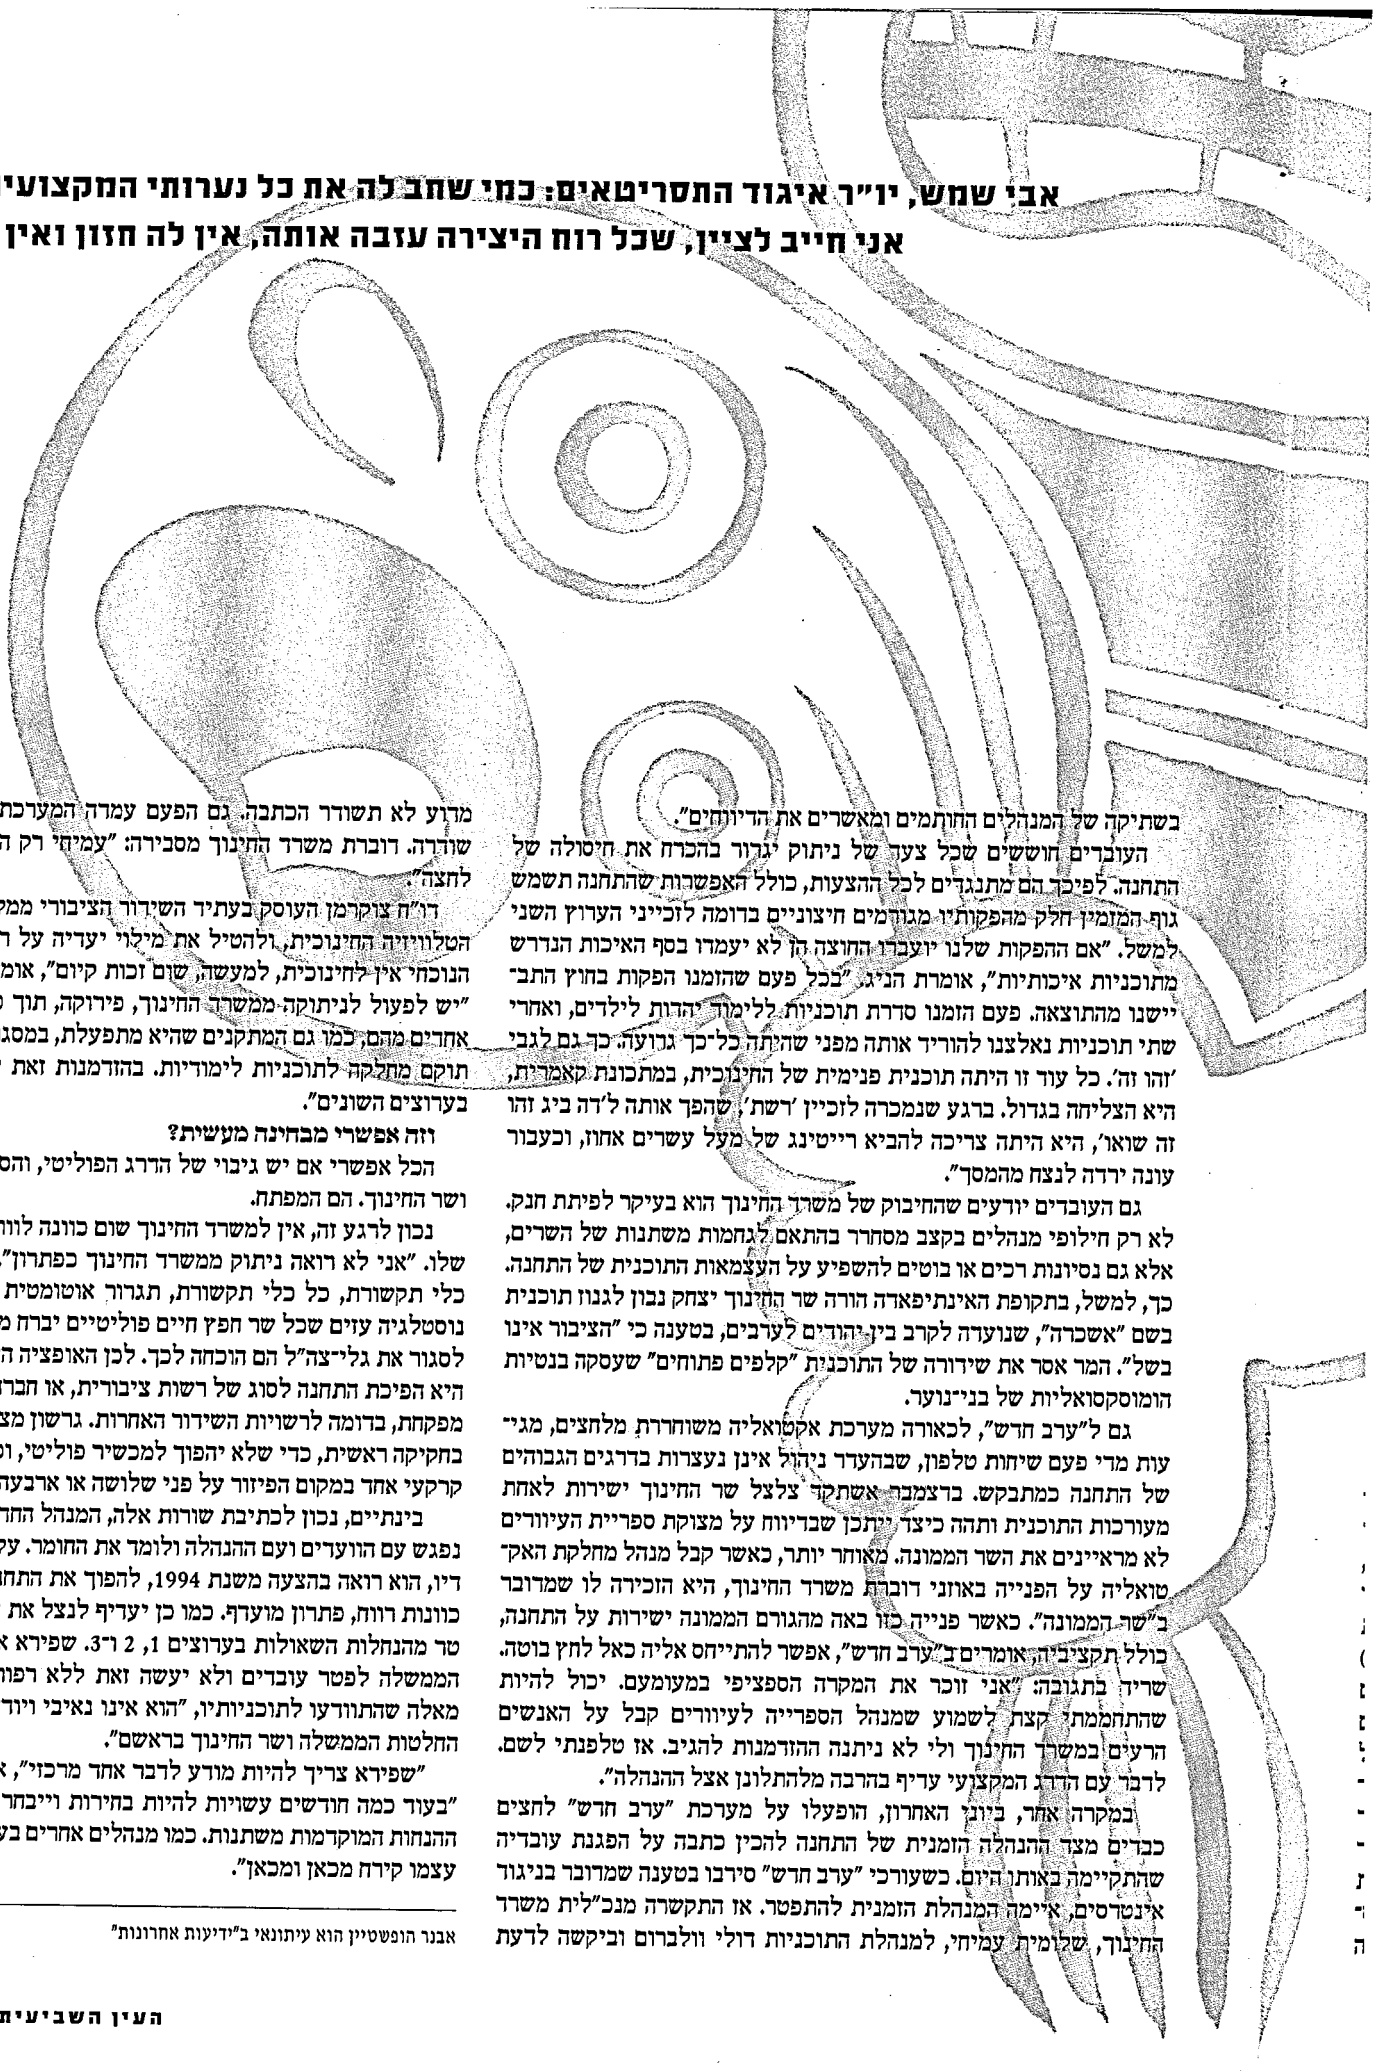 אבי שמש, יו״ר איגוד התסריטאים: כמי שחב לה את כל נערותי המקצועי
אני חייב לציין, שכל רוח היצירה עזבה אותה, אין לה חזון ואין
בשתיקה של המנהלים החותמים ומאשרים את הדיווחים״.
העובדים חוששים שכל צעד של ניתוק יגרור בהכרח את חיסולה של
התחנה. לפיכך הם מתנגדים לכל ההצעות, כולל האפשרות שהתחנה תשמש
גוף המזמין חלק מהפקותיו מגורמים חיצוניים בדומה לזכייני הערוץ השני
למשל. ״אם ההפקות שלנו יועברו החוצה הן לא יעמדו בסף האיכות הנדרש
מתוכניות איכותיות״, אומרת הניג. ״בכל פעם שהזמנו הפקות בחוץ התב־
יישנו מהתוצאה. פעם הזמנו סדרת תוכניות ללימוד יהדות לילדים, ואחרי
שתי תוכניות נאלצנו להוריד אותה מפני שהיתה כל־כך גרועה. כך גם לגבי
׳זהו זה׳. כל עוד זו היתה תוכנית פנימית של החינוכית, במתכונת קאמרית,
היא הצליחה בגדול. ברגע שנמכרה לזכיין ׳רשת׳, שהפך אותה ל׳דה ביג זהו
זה שואו׳, היא היתה צריכה להביא רייטינג של מעל עשרים אחוז, וכעבור
עונה ירדה לנצח מהמסך״.
גם העובדים יודעים שהחיבוק של משרד החינוך הוא בעיקר לפיתת חנק.
לא רק חילופי מנהלים בקצב מסחרר בהתאם לגחמות משתנות של השרים,
אלא גם נסיונות רכים או בוטים להשפיע על העצמאות התוכנית של התחנה.
כך, למשל, בתקופת האינתיפאדה הורה שר החינוך יצחק נבון לגנוז תוכנית
בשם ״אשכרה״, שנועדה לקרב בין יהודים לערבים, בטענה כי ״הציבור אינו
בשל״. המר אסר את שידורה של התוכנית ״קלפים פתוחים״ שעסקה בנטיות
הומוסקסואליות של בני־נוער.
גם ל״ערב חדש״, לכאורה מערכת אקטואליה משוחררת מלחצים, מגי־
עות מדי פעם שיחות טלפון, שבהעדר ניהול אינן נעצרות בדרגים הגבוהים
של התחנה כמתבקש. בדצמבר אשתקד צלצל שר החינוך ישירות לאחת
מעורכות התוכנית ותהה כיצד ייתכן שבדיווח על מצוקת ספריית העיוורים
לא מראיינים את השר הממונה. מאוחר יותר, כאשר קבל מנהל מחלקת האק־
טואליה על הפנייה באוזני דוברת משרד החינוך, היא הזכירה לו שמדובר
ב״שר הממונה״. כאשר פנייה כזו באה מהגורם הממונה ישירות על התחנה,
כולל תקציביה, אומרים ב״ערב חדש״, אפשר להתייחס אליה כאל לחץ בוטה.
שריד בתגובה: ״אני זוכר את המקרה הספציפי במעומעם. יכול להיות
שהתחממתי קצת לשמוע שמנהל הספרייה לעיוורים קבל על האנשים
הרעים במשרד החינוך ולי לא ניתנה ההזדמנות להגיב. אז טלפנתי לשם.
לדבר עם הדרג המקצועי עדיף בהרבה מלהתלונן אצל ההנהלה״.
במקרה אחר, ביוני האחרון, הופעלו על מערכת ״ערב חדש״ לחצים
כבדים מצד ההנהלה הזמנית של התחנה להכין כתבה על הפגנת עובדיה
שהתקיימה באותו היום. כשעורכי ״ערב חדש״ סירבו בטענה שמדובר בניגוד
אינטרסים, איימה המנהלת הזמנית להתפטר. אז התקשרה מנכ״לית משרד
החינוך, שלומית עמיחי, למנהלת התוכניות דולי וולברום וביקשה לדעת
מדוע לא תשודר הכתבה. גם הפעם עמדה המערכת
שודרה. דוברת משרד החינוך מסבירה: ״עמיחי רק ה
לחצה״.
דו״ח צוקרמן העוסק בעתיד השידור הציבורי ממל
הטלוויזיה החינוכית, ולהטיל את מילוי יעדיה על ר
הנוכחי אין לחינוכית, למעשה, שום זכות קיום״, אומ
״יש לפעול לניתוקה ממשרד החינוך, פירוקה, תוך
אחרים מהם, כמו גם המתקנים שהיא מתפעלת, במסג
תוקם מחלקה לתוכניות לימודיות. בהזדמנות זאת
בערוצים השונים״.
וזה אפשרי מבחינה מעשית?
הכל אפשרי אם יש גיבוי של הדרג הפוליטי, והס
ושר החינוך. הם המפתח.
נכון לרגע זה, אין למשרד החינוך שום כוונה לוות
שלו. ״אני לא רואה ניתוק ממשרד החינוך כפתרון״,
כלי תקשורת, כל כלי תקשורת, תגרור אוטומטית
נוסטלגיה עזים שכל שר חפץ חיים פוליטיים יברח מ
לסגור את גלי־צה״ל הם הוכחה לכך. לכן האופציה ה
היא הפיכת התחנה לסוג של רשות ציבורית, או חברה
מפקחת, בדומה לרשויות השידור האחרות. גרשון מצ
בחקיקה ראשית, כדי שלא יהפוך למכשיר פוליטי, ו
קרקעי אחד במקום הפיזור על פני שלושה או ארבעה
בינתיים, נכון לכתיבת שורות אלה, המנהל החד
נפגש עם הוועדים ועם ההנהלה ולומד את החומר. על
דיו, הוא רואה בהצעה משנת 1994, להפוך את התחנ
כוונות רווח, פתרון מועדף. כמו כן יעדיף לנצל את
טר מהנחלות השאולות בערוצים 1, 2 ו־3. שפירא א
הממשלה לפטר עובדים ולא יעשה זאת ללא רפור
מאלה שהתוודעו לתוכניותיו, ״הוא אינו נאיבי ויוד
החלטות הממשלה ושר החינוך בראשם״.
״שפירא צריך להיות מודע לדבר אחד מרכזי״, א
״בעוד כמה חודשים עשויות להיות בחירות וייבחר
ההנחות המוקדמות משתנות. כמו מנהלים אחרים בע
עצמו קירח מכאן ומכאן״.
אבנר הופשטיין הוא עיתונאי ב״ידיעות אחרונות״
העין השביעית